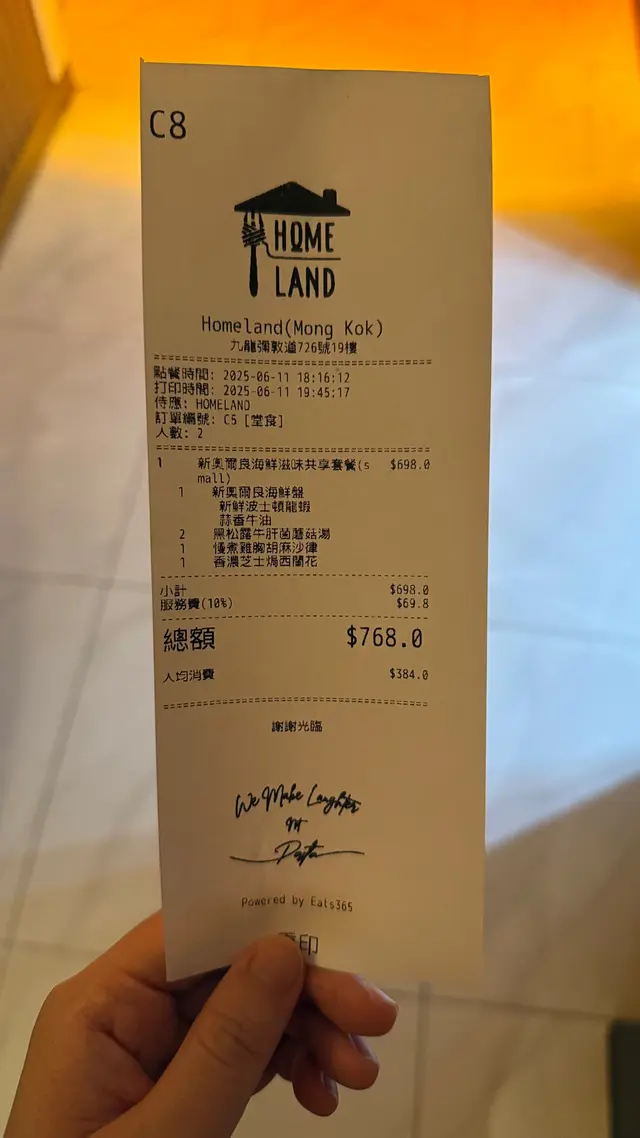 C8
HOME
LAND
Homeland(Mong Kok)
九龍彌敦道726號19樓
點餐時間: 2025-06-11 18:16:12
打印時間: 2025-06-11 19:45:17
侍應: HOMELAND
訂單編號: C5 [堂食]
人數: 2
1 新奧爾良海鮮滋味共享套餐(s $698.0
mall)
1 新奧爾良海鮮盤
新鮮波士頓龍蝦
蒜香牛油
2 黑松露牛肝菌蘑菇湯
1 慢煮雞胸胡麻沙律
1 香濃芝士焗西蘭花
小計 $698.0
服務費(10%) $69.8
總額 $768.0
人均消費 $384.0
謝謝光臨
We Make Laughter
N'
Pasta
Powered by Eats365
印